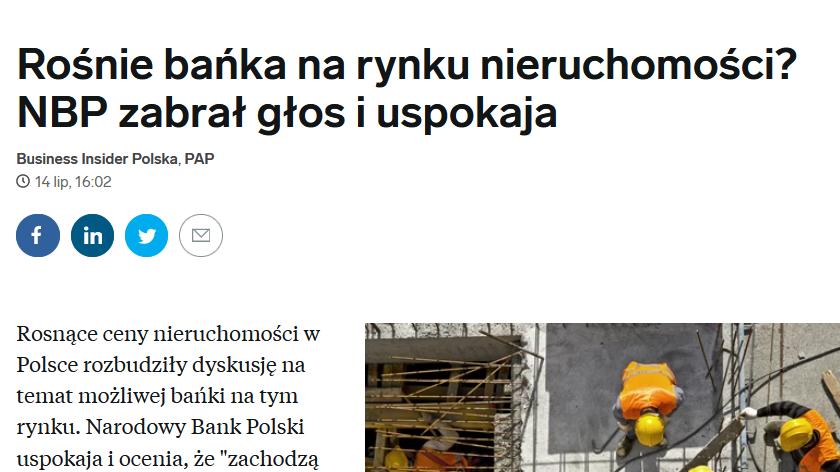 Rośnie bańka na rynku nieruchomości?
NBP zabrał głos i uspokaja
Business Insider Polska, PAP
14 lip, 16:02
f in
Rosnące ceny nieruchomości w
Polsce rozbudziły dyskusję na
temat możliwej bańki na tym
rynku. Narodowy Bank Polski
uspokaja i ocenia, że "zachodzą